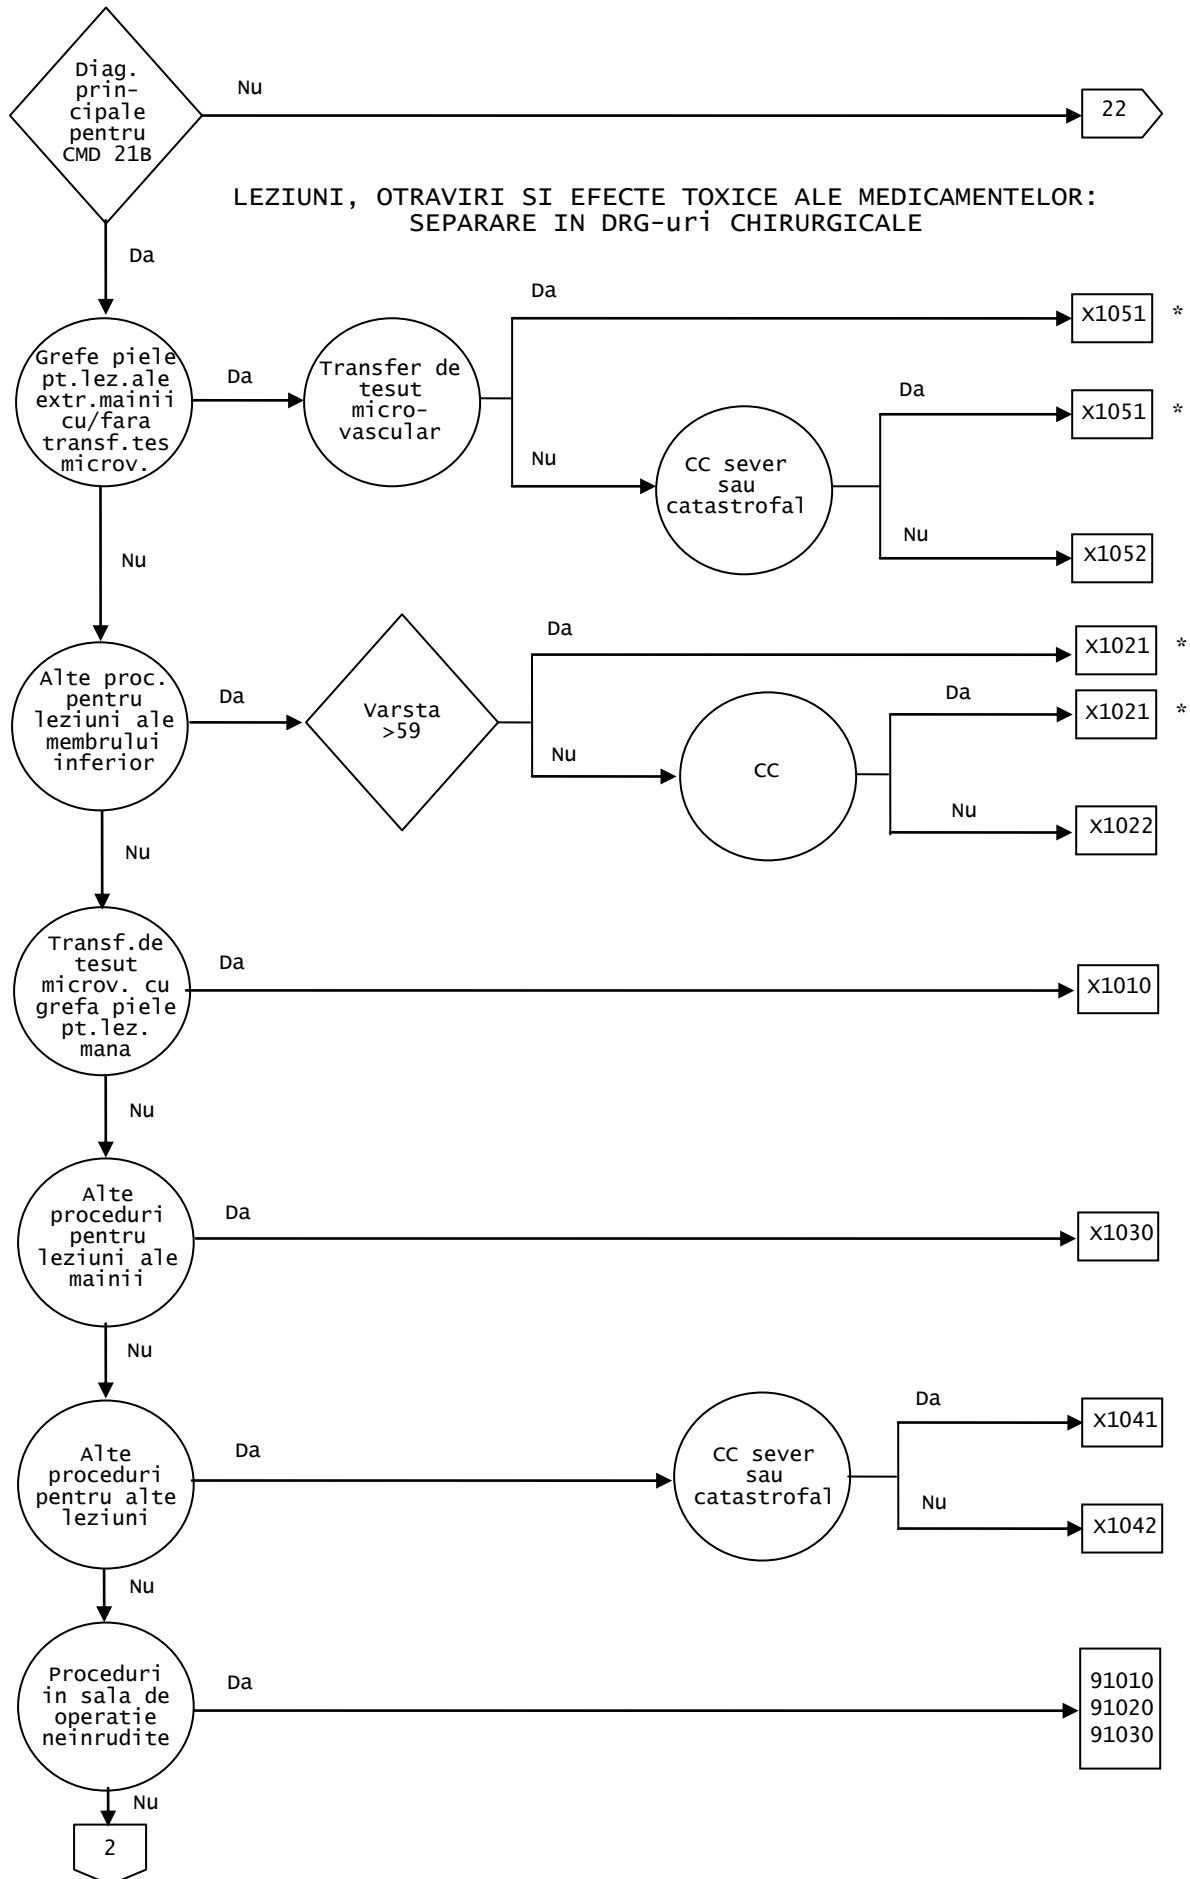 Diag.
prin-
cipale
pentru
CMD 21B
Nu
22
LEZIUNI, OTRAVIRI SI EFECTE TOXICE ALE MEDICAMENTELOR:
SEPARARE IN DRG-uri CHIRURGICALE
Da
Grefe piele
pt.lez.ale
extr.mainii
cu/fara
transf.tes
microv.
Da
Transfer de
tesut
micro-
vascular
Da
X1051 *
Nu
CC sever
sau
catastrofal
Da
X1051 *
Nu
X1052
Nu
Alte proc.
pentru
leziuni ale
membrului
inferior
Da
Varsta
>59
Da
X1021 *
Nu
CC
Da
X1021 *
Nu
X1022
Nu
Transf.de
tesut
microv. cu
grefa piele
pt.lez.
mana
Da
X1010
Nu
Alte
proceduri
pentru
leziuni ale
mainii
Da
X1030
Nu
Alte
proceduri
pentru alte
leziuni
Da
CC sever
sau
catastrofal
Da
X1041
Nu
X1042
Nu
Proceduri
in sala de
operatie
neinrudite
Da
91010
91020
91030
Nu
2